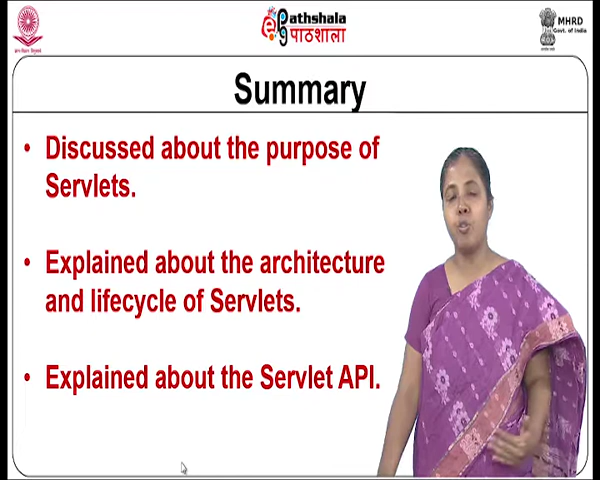 Pathshala
पाठशाला
MHRD
Govt. of India
Summary
• Discussed about the purpose of
Servlets.
• Explained about the architecture
and lifecycle of Servlets.
• Explained about the Servlet API.